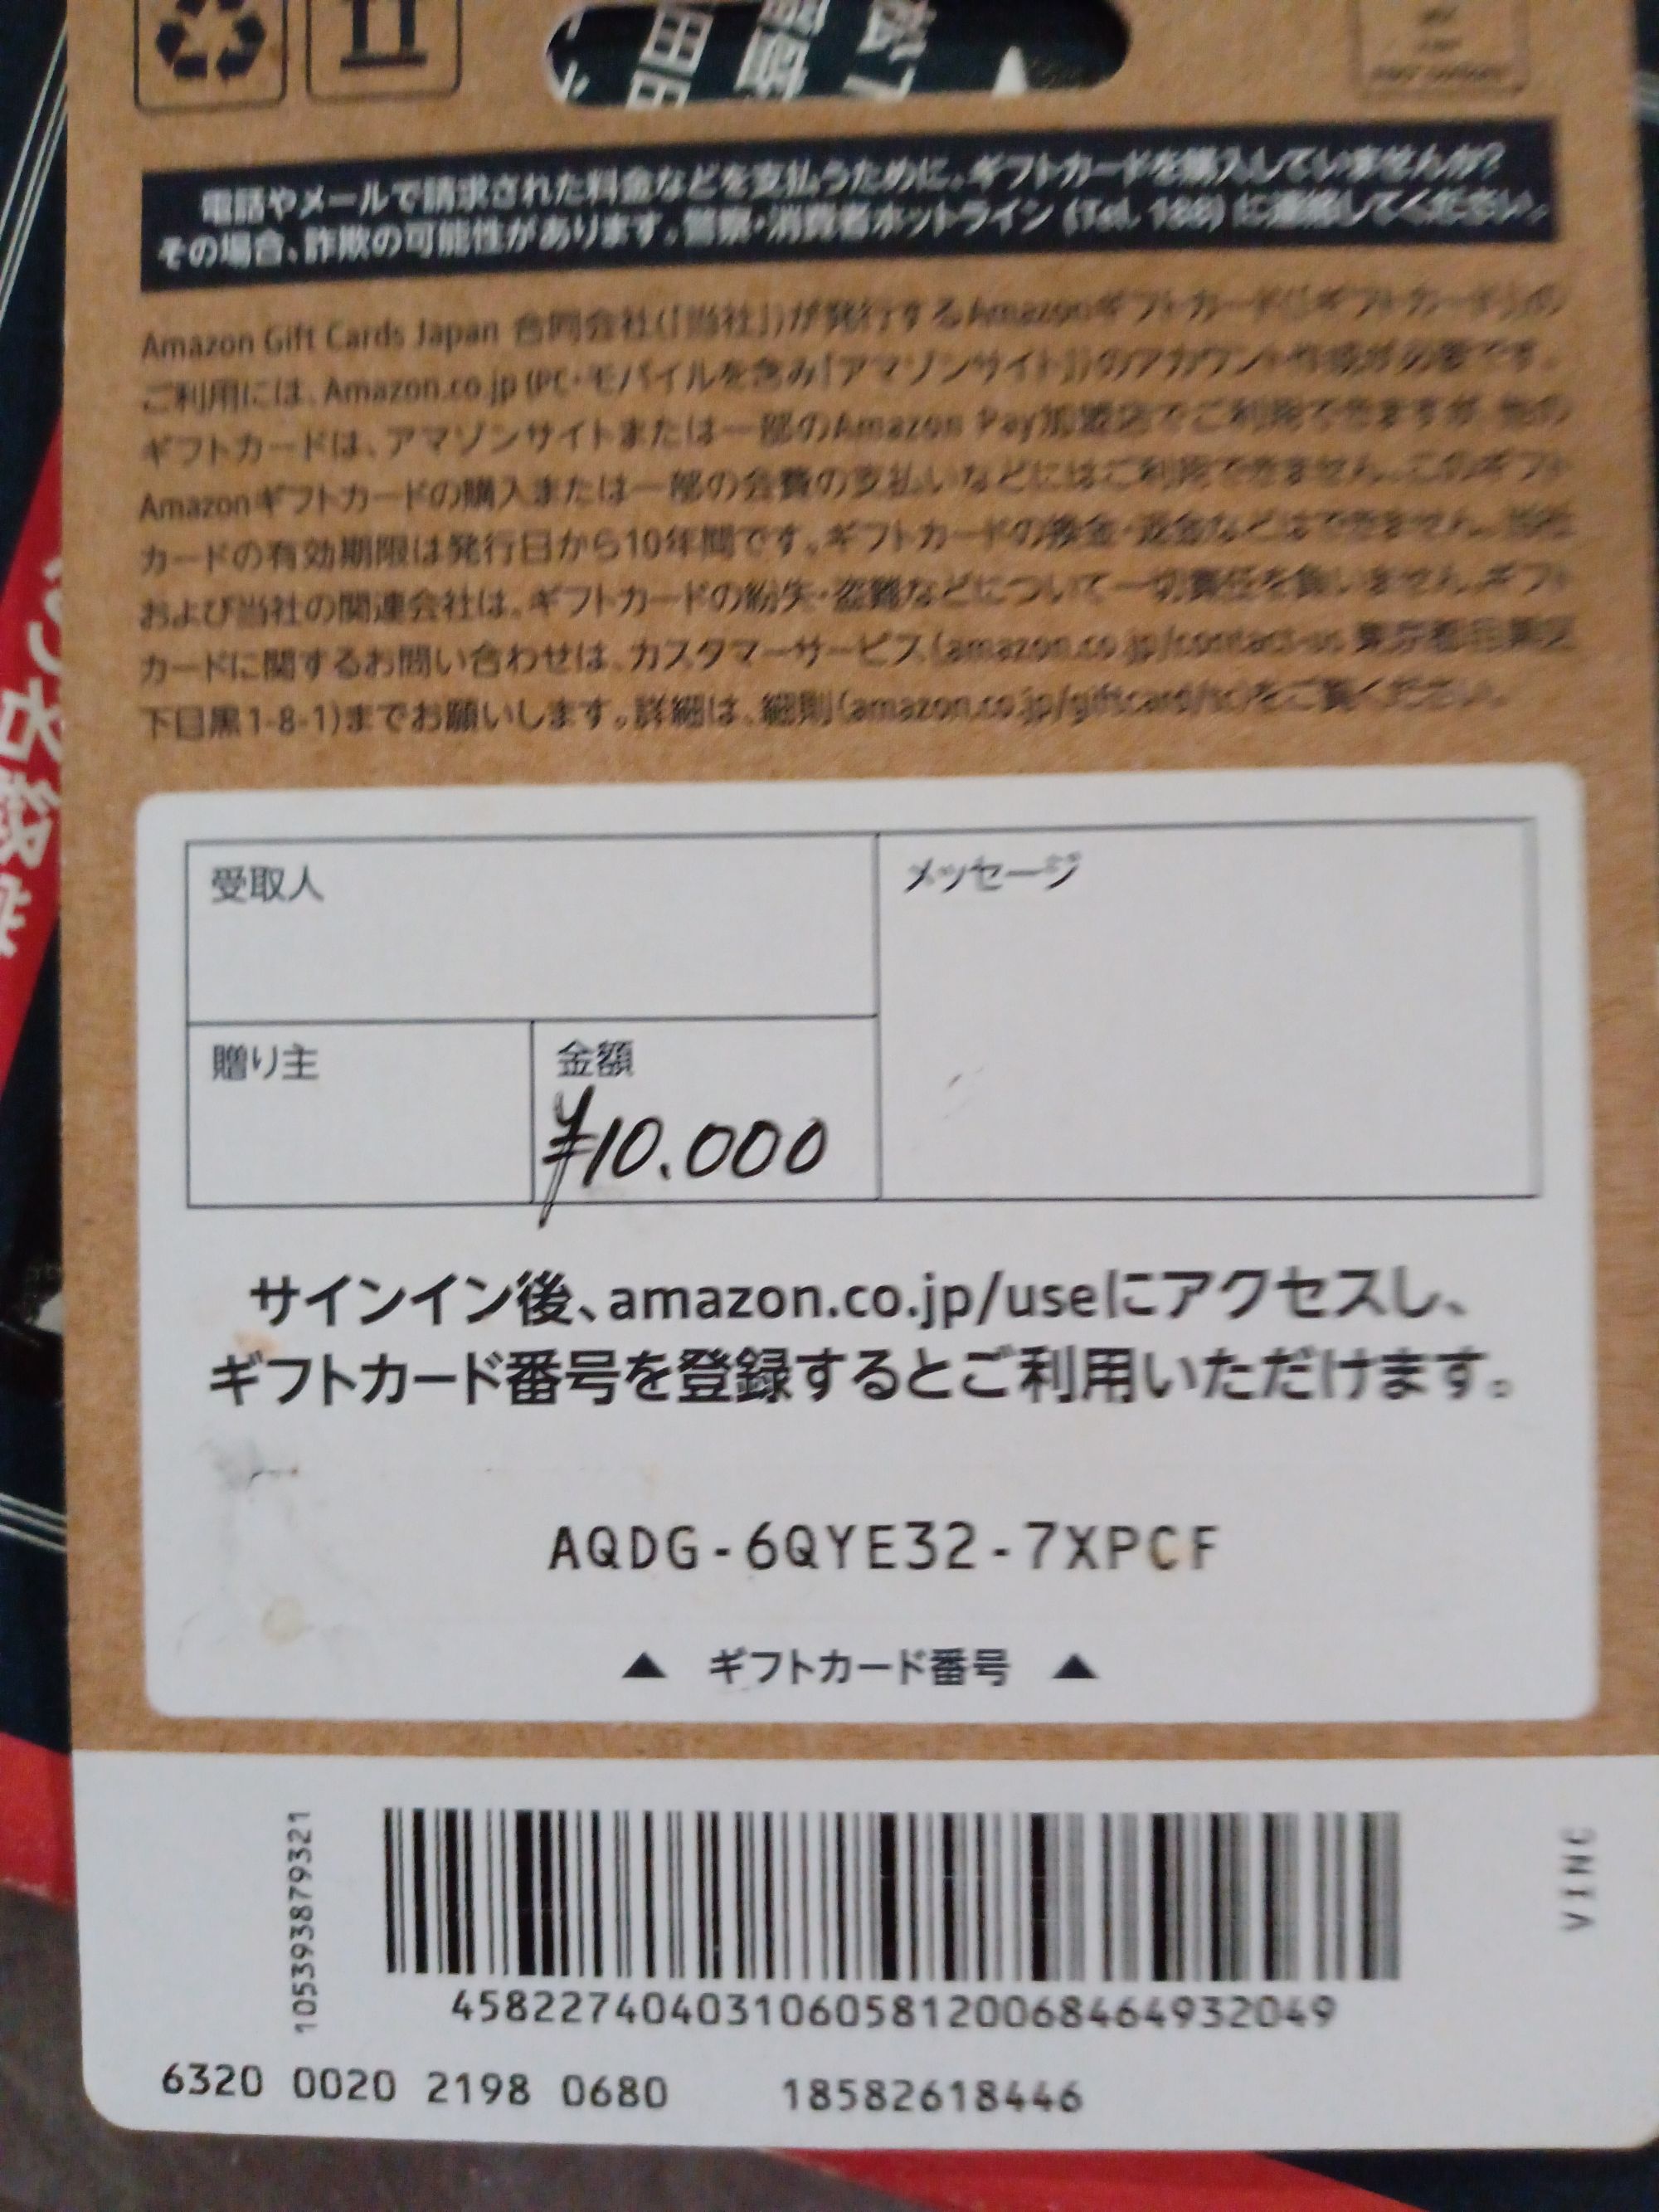 電話やメールで請求された料金などを支払うために、ギフトカードを購入していませんか?
その場合、詐欺の可能性があります。警察・消費者ホットライン (Tel. 188) に連絡してください。
Amazon Gift Cards Japan 合同会社(「当社」)が発行するAmazonギフトカード(「ギフトカード」)の
ご利用には、Amazon.co.jp (PC・モバイルを含み「アマゾンサイト」)のアカウント作成が必要です。
ギフトカードは、アマゾンサイトまたは一部のAmazon Pay加盟店でご利用できますが、他の
Amazonギフトカードの購入または一部の会費の支払いなどにはご利用できません。このギフト
カードの有効期限は発行日から10年間です。ギフトカードの換金・返金などはできません。当社
および当社の関連会社は、ギフトカードの紛失・盗難などについて一切責任を負いません。ギフト
カードに関するお問い合わせは、カスタマーサービス(amazon.co.jp/contact-us 東京都目黒区
下目黒1-8-1)までお願いします。詳細は、細則(amazon.co.jp/giftcard/tc)をご覧ください。
受取人
メッセージ
贈り主
金額
¥10.000
サインイン後、amazon.co.jp/useにアクセスし、
ギフトカード番号を登録するとご利用いただけます。
AQDG-6QYE32-7XPCF
▲ ギフトカード番号 ▲
105393879321
VINC
458227404031060581200684649​32049
6320 0020 2198 0680 18582618446